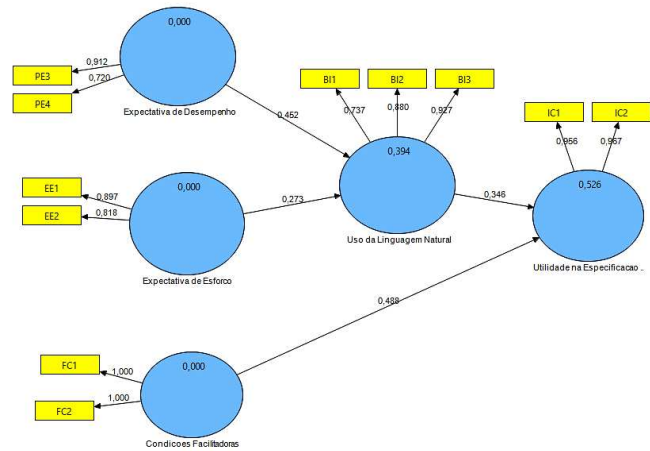 0,000
0,912
PE3
0,720
PE4
Expectativa de Desempenho
BI1
BI2
BI3
0,737
0,880
0,927
0,452
0,394
IC1
IC2
0,956
0,967
0,526
0,000
EE1
0,897
EE2
0,818
0,273
0,346
Uso da Linguagem Natural
Utilidade na Especificacao .
Expectativa de Esforco
0,488
0,000
FC1
1,000
FC2
1,000
Condicoes Facilitadoras